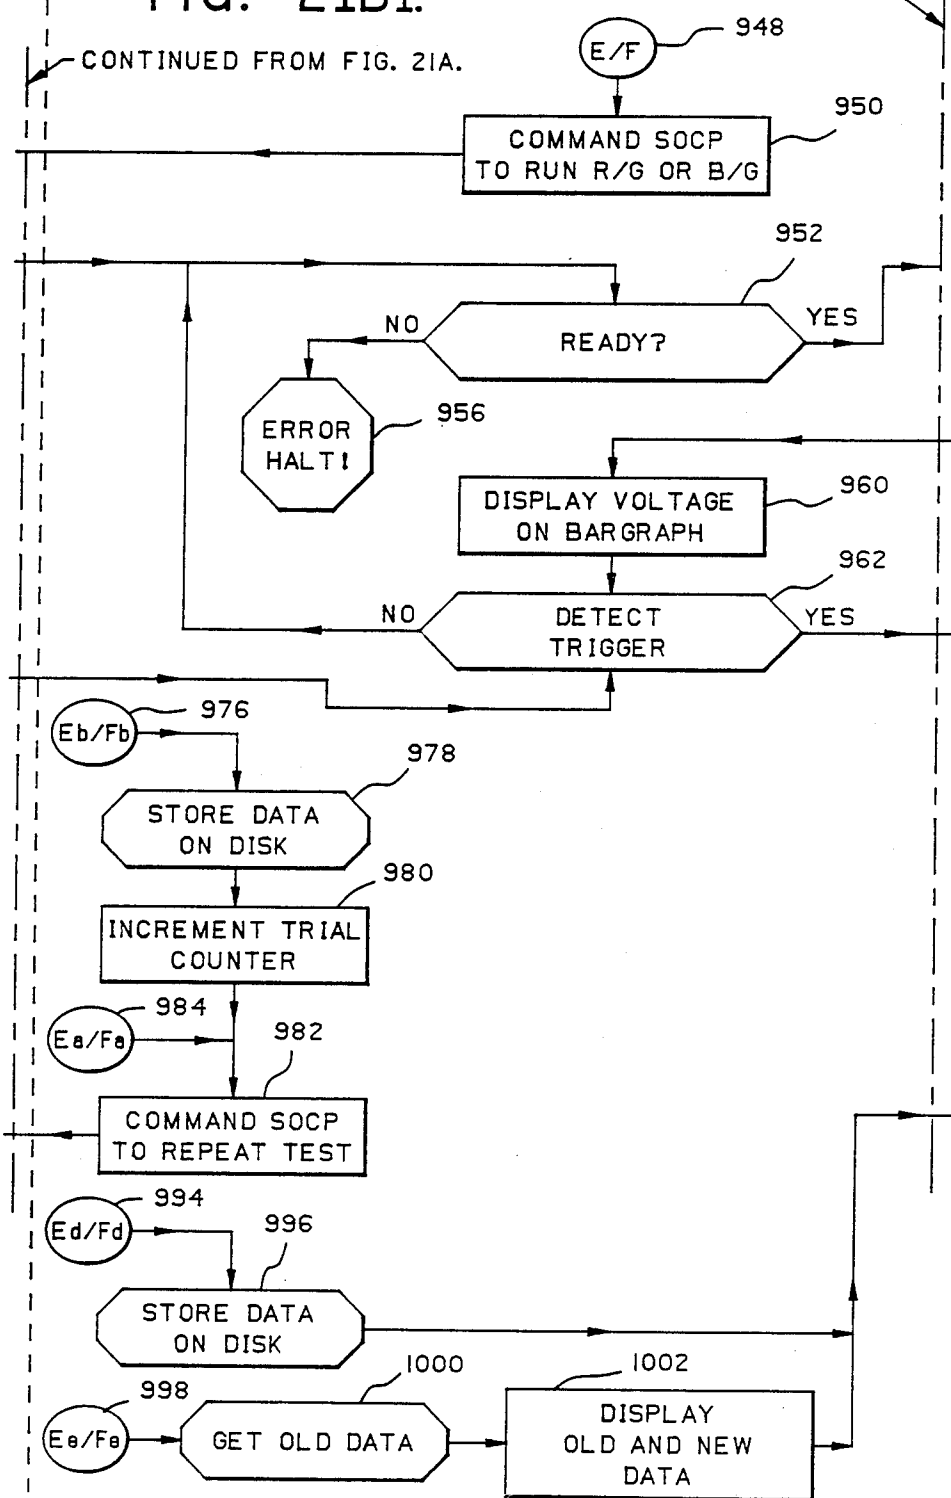 FIG. 21B1.
CONTINUED FROM FIG. 21A.
E/F
948
COMMAND SOCP
TO RUN R/G OR B/G
950
952
NO
READY?
YES
ERROR
HALT!
956
DISPLAY VOLTAGE
ON BARGRAPH
960
962
NO
DETECT
TRIGGER
YES
Eb/Fb
976
978
STORE DATA
ON DISK
980
INCREMENT TRIAL
COUNTER
984
Ea/Fa
982
COMMAND SOCP
TO REPEAT TEST
994
Ed/Fd
996
STORE DATA
ON DISK
998
Ee/Fe
1000
GET OLD DATA
1002
DISPLAY
OLD AND NEW
DATA